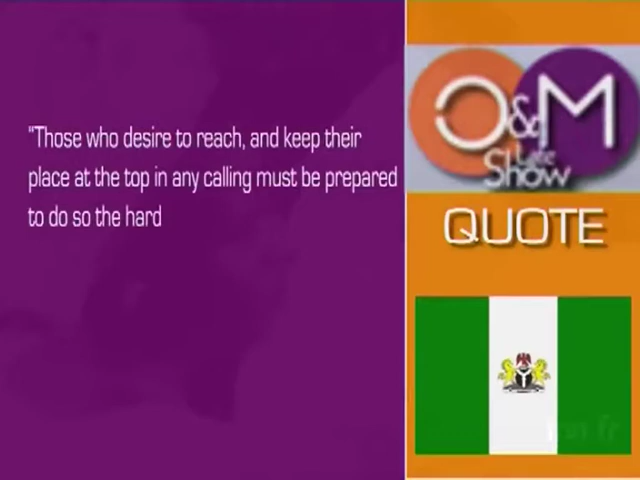 "Those who desire to reach, and keep their
place at the top in any calling must be prepared
to do so the hard
O&M
Late
Show
QUOTE